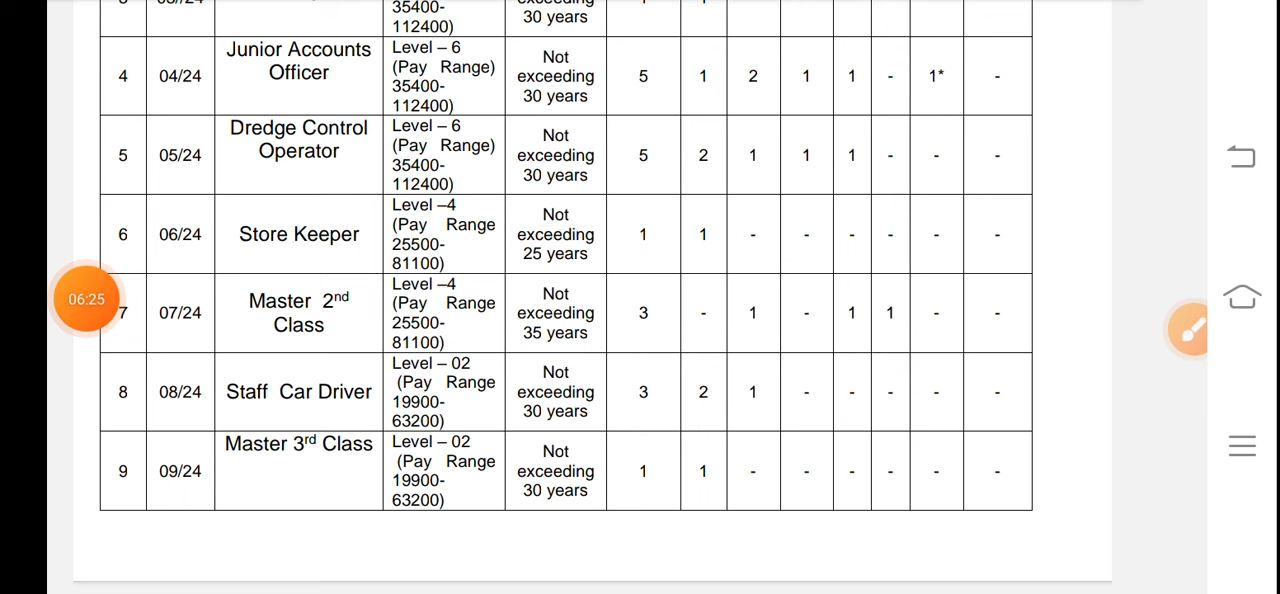 35400-
112400)
30 years
4 04/24 Junior Accounts Officer Level – 6 (Pay Range) 35400-112400) Not exceeding 30 years 5 1 2 1 1 - 1* -
5 05/24 Dredge Control Operator Level – 6 (Pay Range) 35400-112400) Not exceeding 30 years 5 2 1 1 1 - - -
6 06/24 Store Keeper Level –4 (Pay Range 25500-81100) Not exceeding 25 years 1 1 - - - - - -
7 07/24 Master 2nd Class Level –4 (Pay Range 25500-81100) Not exceeding 35 years 3 - 1 - 1 1 - -
8 08/24 Staff Car Driver Level – 02 (Pay Range 19900-63200) Not exceeding 30 years 3 2 1 - - - - -
9 09/24 Master 3rd Class Level – 02 (Pay Range 19900-63200) Not exceeding 30 years 1 1 - - - - - -
06:25